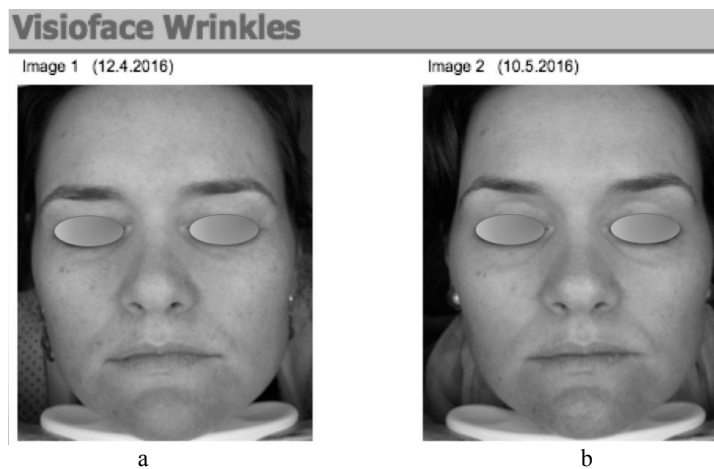 Visioface Wrinkles
Image 1 (12.4.2016)
Image 2 (10.5.2016)
a
b